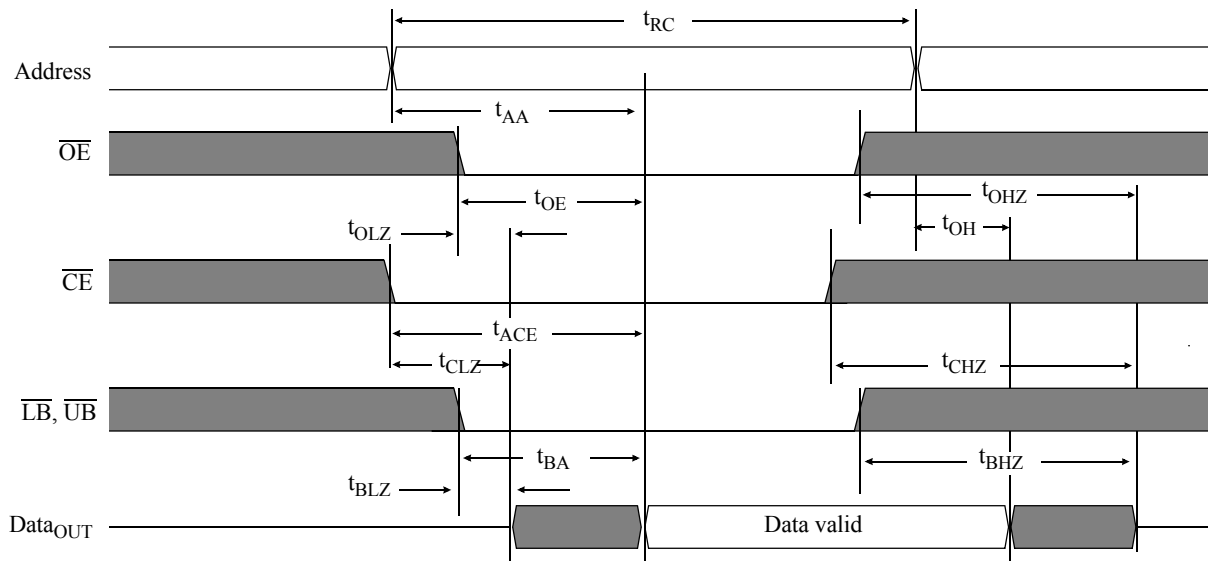 tRC
Address
tAA
OE
tOE
tOHZ
tOLZ
tOH
CE
tACE
tCLZ
tCHZ
LB, UB
tBA
tBHZ
tBLZ
DataOUT
Data valid